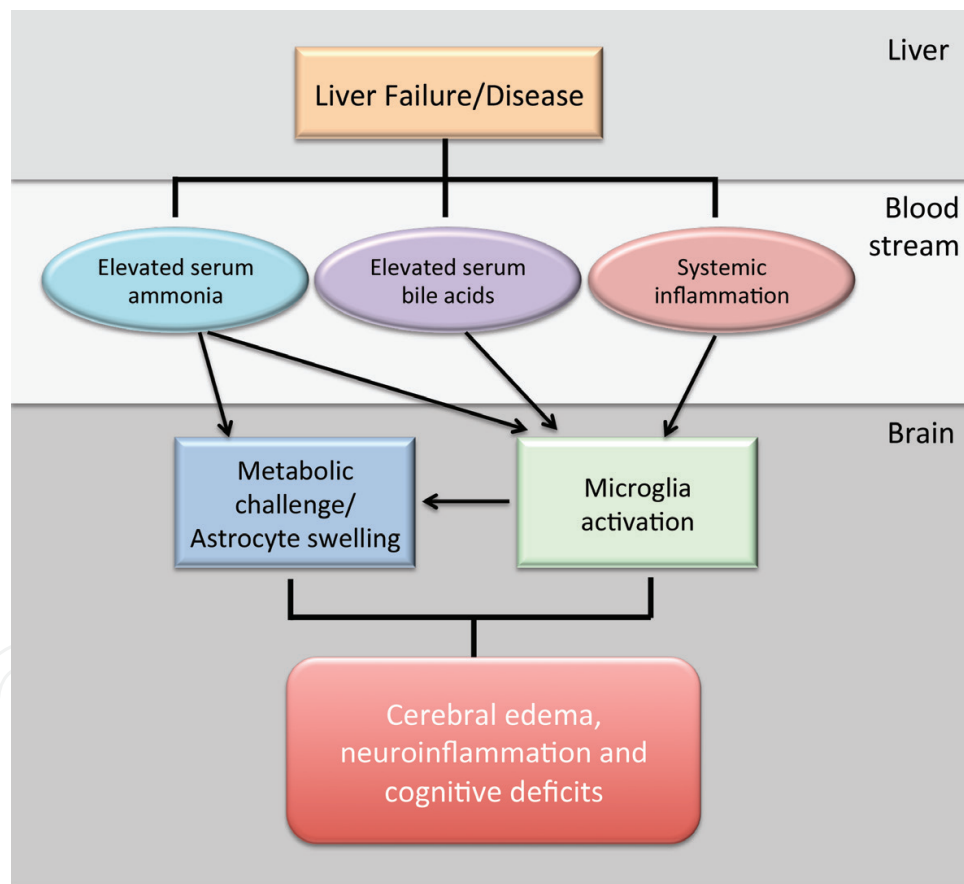 Liver
Liver Failure/Disease
Blood
stream
Elevated serum
ammonia
Elevated serum
bile acids
Systemic
inflammation
Brain
Metabolic
challenge/
Astrocyte swelling
Microglia
activation
Cerebral edema,
neuroinflammation and
cognitive deficits